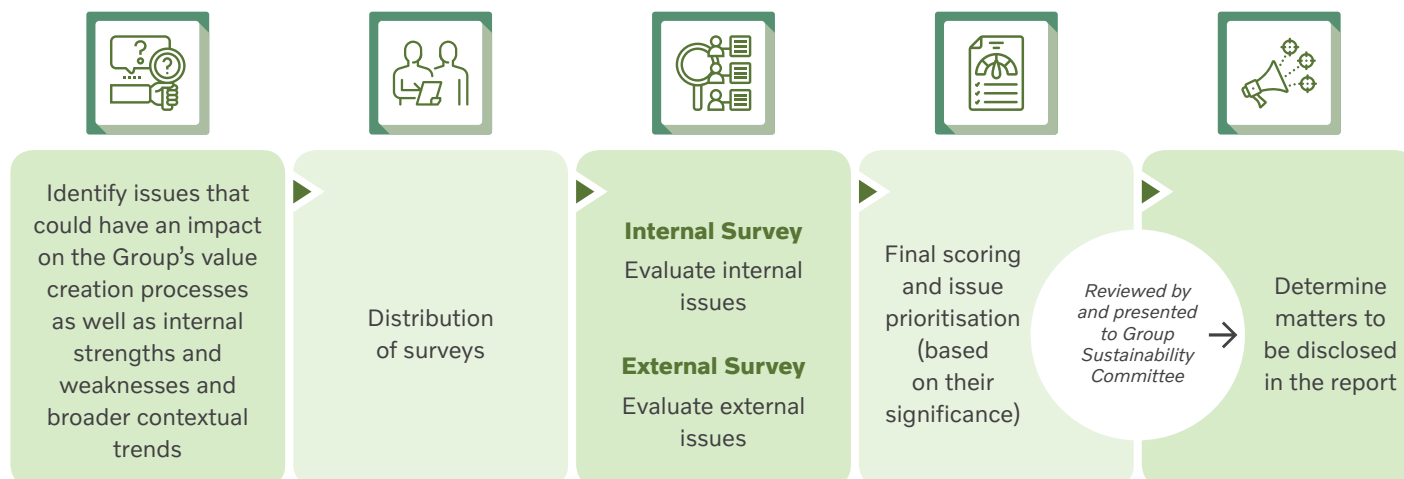 Identify issues that
could have an impact
on the Group's value
creation processes
as well as internal
strengths and
weaknesses and
broader contextual
trends
Distribution
of surveys
Internal Survey
Evaluate internal
issues
External Survey
Evaluate external
issues
Final scoring
and issue
prioritisation
(based
on their
significance)
Reviewed by
and presented
to Group
Sustainability
Committee
Determine
matters to
be disclosed
in the report